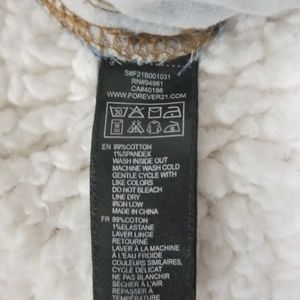 S#F21B001031
RN#94981
CA#40198
WWW.FOREVER21.COM
EN 99%COTTON
1%SPANDEX
WASH INSIDE OUT
MACHINE WASH COLD
GENTLE CYCLE WITH
LIKE COLORS
DO NOT BLEACH
LINE DRY
IRON LOW
MADE IN CHINA
FR 99%COTON
1%ELASTANE
LAVER LINGE
RETOURNÉ
LAVER À LA MACHINE
À L'EAU FROIDE
COULEURS SIMILAIRES,
CYCLE DÉLICAT
NE PAS BLANCHIR
SÉCHER À L'AIR
REPASSER À
TEMPÉRATURE